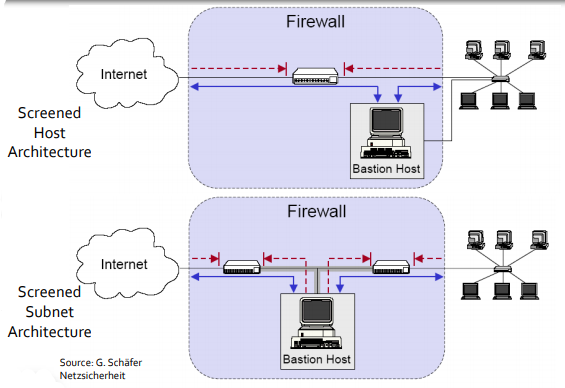 Firewall
Internet
Screened
Host
Architecture
Bastion Host
Firewall
Internet
Screened
Subnet
Architecture
Bastion Host
Source: G. Schäfer
Netzsicherheit